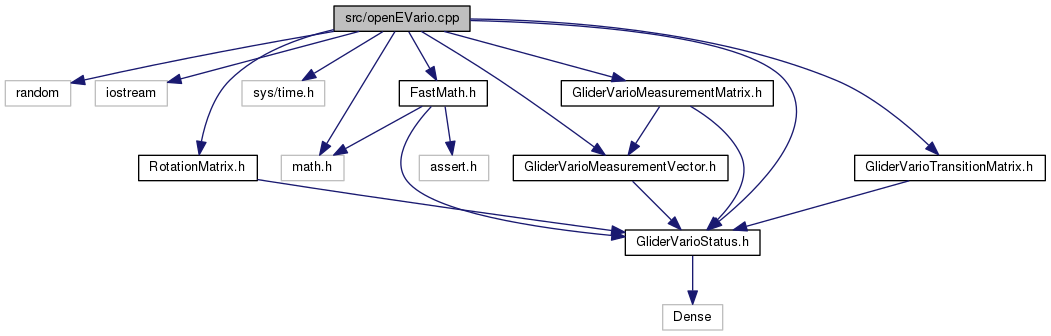 src/openEVario.cpp
random
iostream
sys/time.h
FastMath.h
GliderVarioMeasurementMatrix.h
RotationMatrix.h
math.h
assert.h
GliderVarioMeasurementVector.h
GliderVarioTransitionMatrix.h
GliderVarioStatus.h
Dense